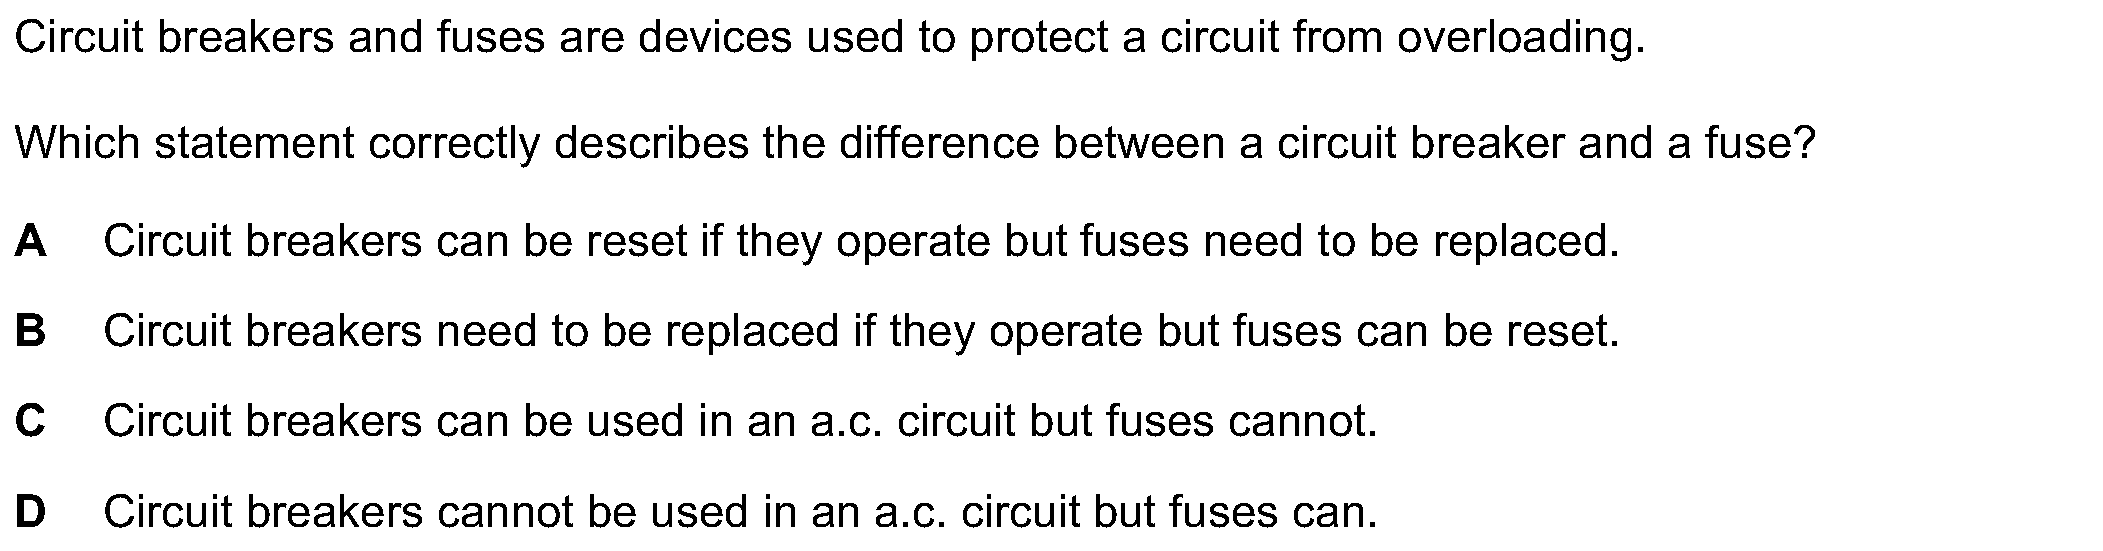 Circuit breakers and fuses are devices used to protect a circuit from overloading.
Which statement correctly describes the difference between a circuit breaker and a fuse?
A Circuit breakers can be reset if they operate but fuses need to be replaced.
B Circuit breakers need to be replaced if they operate but fuses can be reset.
C Circuit breakers can be used in an a.c. circuit but fuses cannot.
D Circuit breakers cannot be used in an a.c. circuit but fuses can.